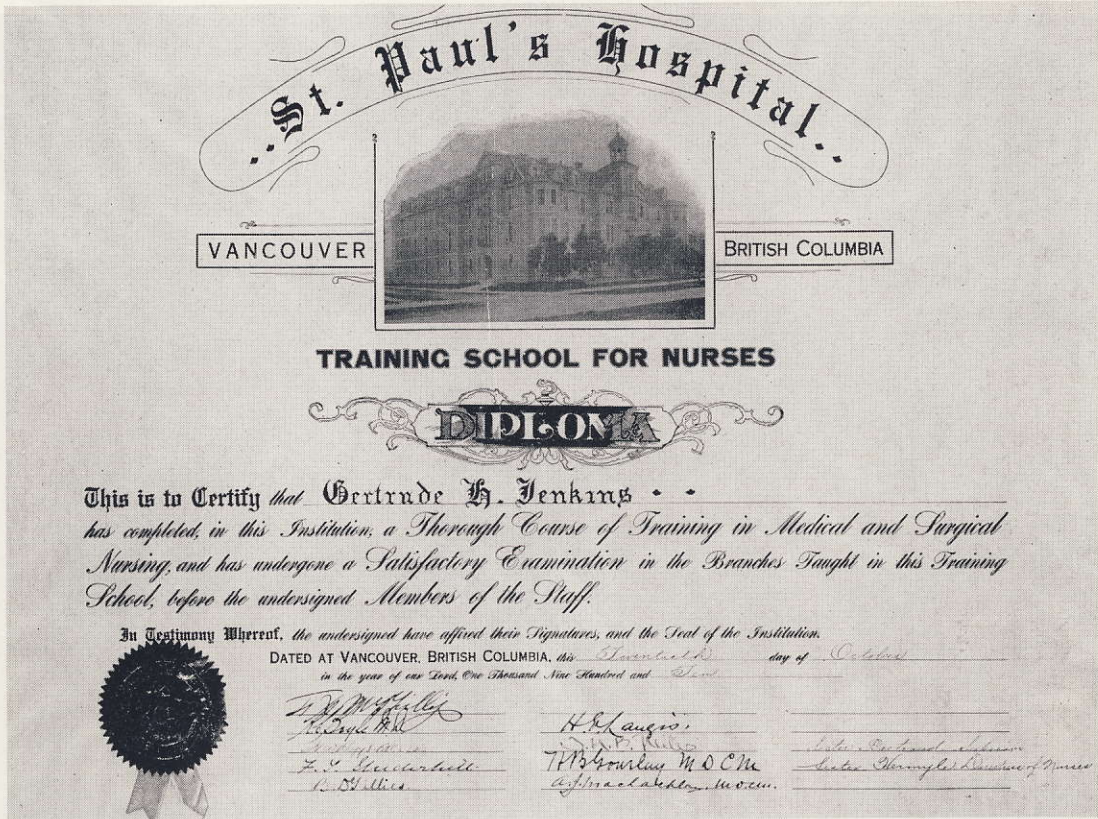 ..St. Paul's Hospital..
VANCOUVER
BRITISH COLUMBIA
TRAINING SCHOOL FOR NURSES
DIPLOMA
This is to Certify that Gertrude H. Jenkins
has completed, in this Institution, a Thorough Course of Training in Medical and Surgical
Nursing, and has undergone a Satisfactory Examination in the Branches Taught in this Training
School, before the undersigned Members of the Staff.
In Testimony Whereof, the undersigned have affixed their Signatures, and the Seal of the Institution.
DATED AT VANCOUVER, BRITISH COLUMBIA, this Twentieth day of October
in the year of our Lord, One Thousand Nine Hundred and Ten
H. B. Gourlay M D C M
of Nurses